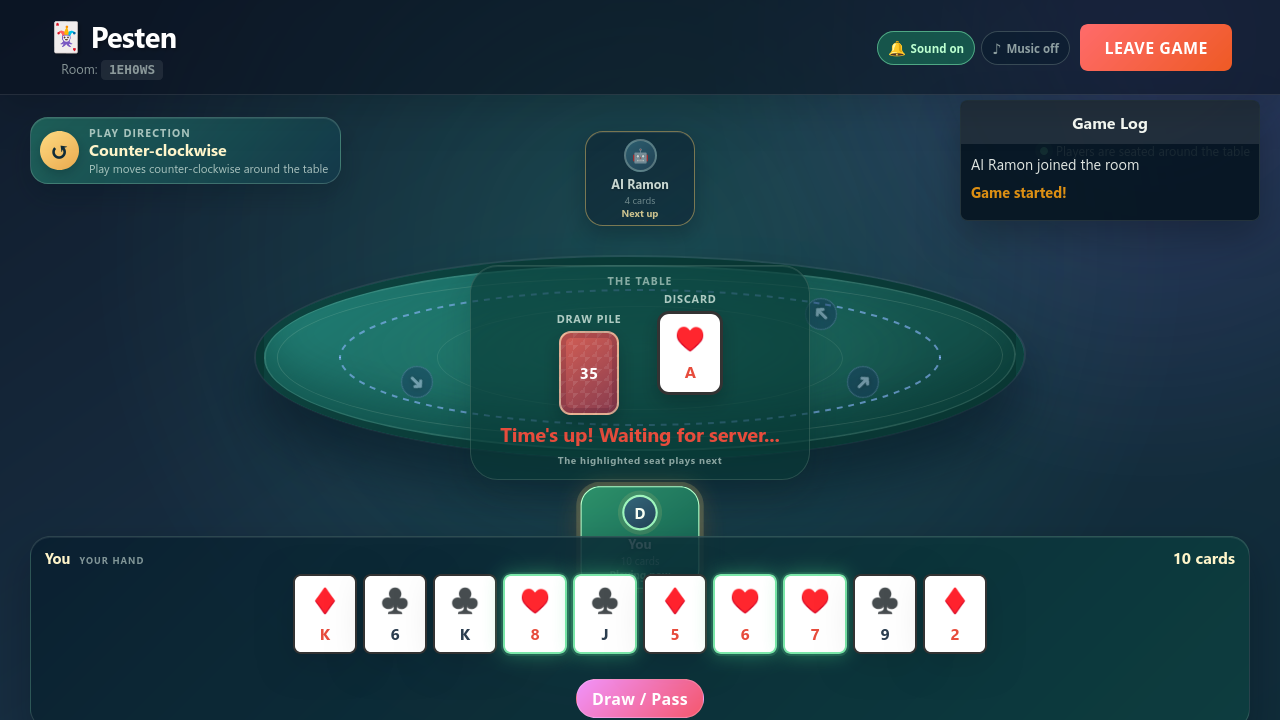 Pesten
Room: 1EH0WS
Sound on
Music off
LEAVE GAME
PLAY DIRECTION
Counter-clockwise
Play moves counter-clockwise around the table
AI Ramon
4 cards
Next up
Game Log
Players are seated around the table
AI Ramon joined the room
Game started!
THE TABLE
DRAW PILE
35
DISCARD
A
Time's up! Waiting for server...
The highlighted seat plays next
D
You
10 cards
You YOUR HAND
10 cards
K
6
K
8
J
5
6
7
9
2
Draw / Pass